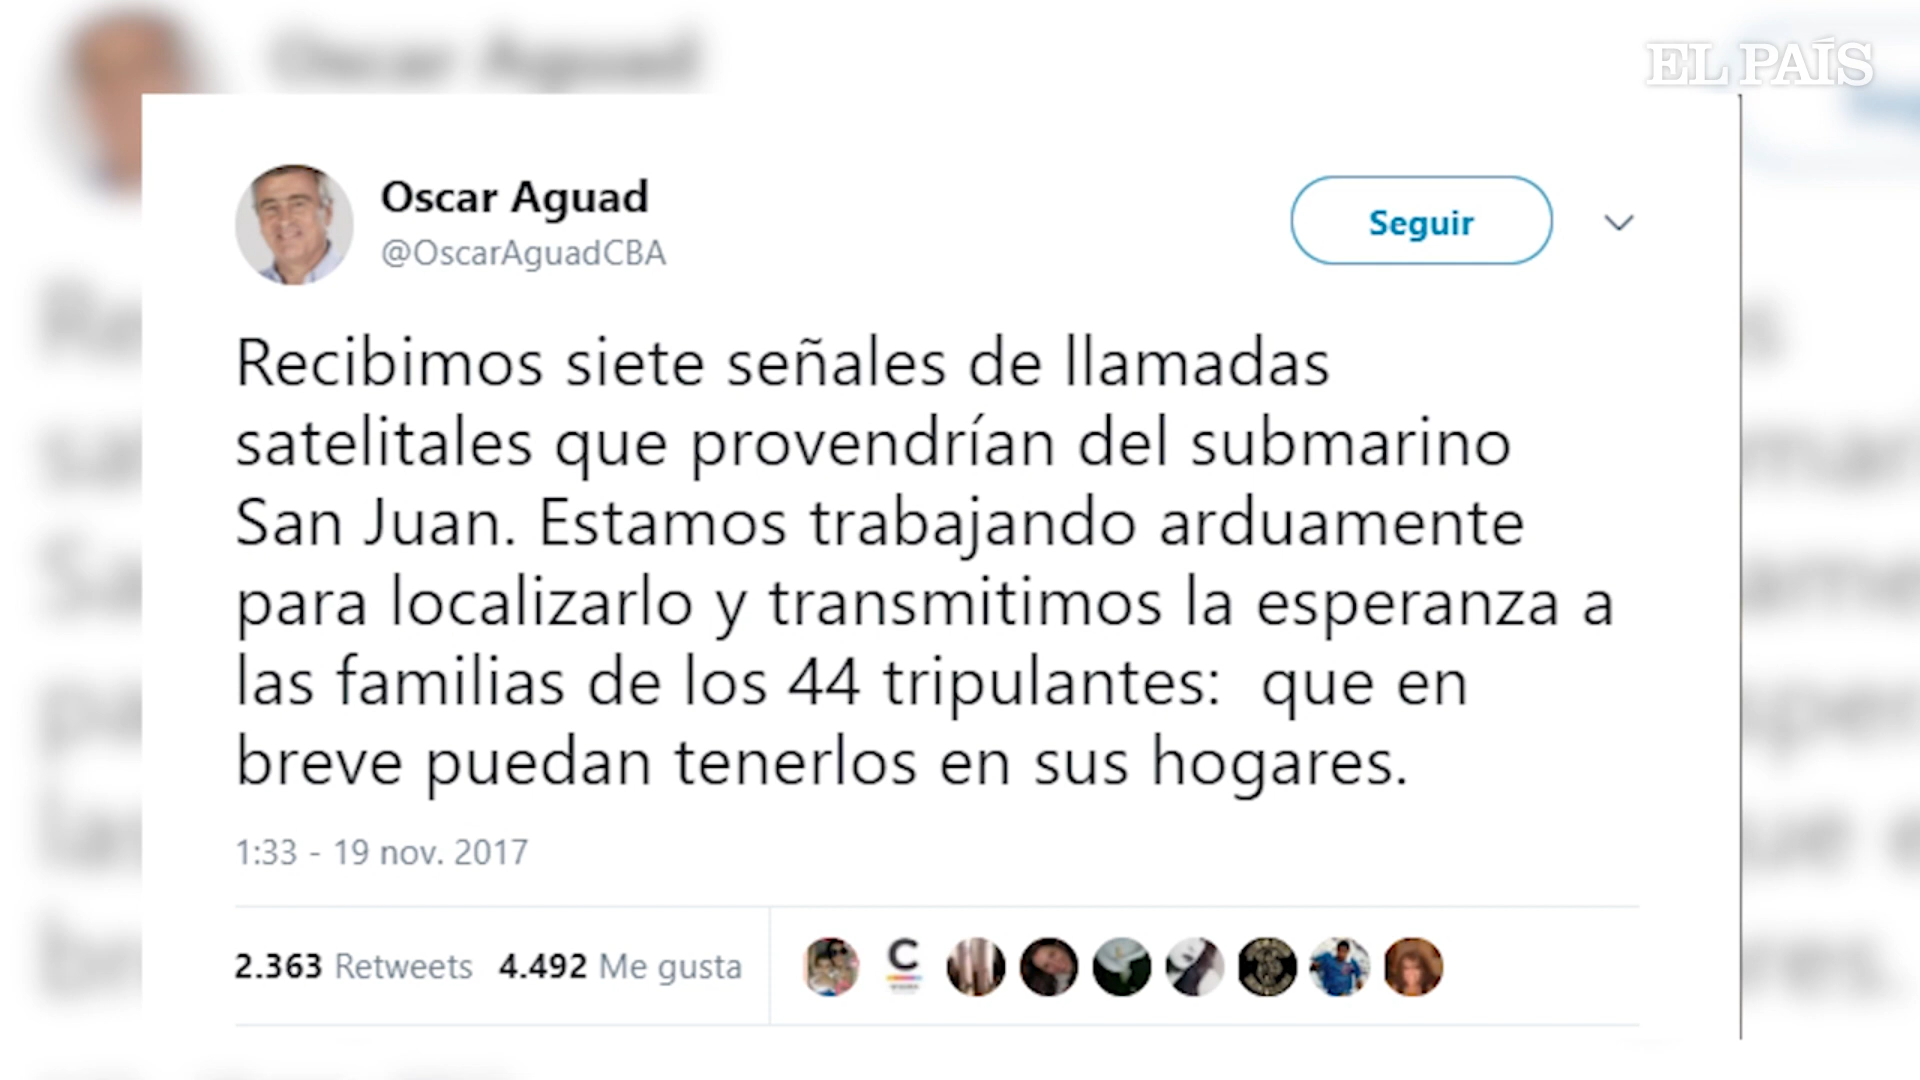 EL PAÍS
Oscar Aguad
@OscarAguadCBA
Seguir
Recibimos siete señales de llamadas
satelitales que provendrían del submarino
San Juan. Estamos trabajando arduamente
para localizarlo y transmitimos la esperanza a
las familias de los 44 tripulantes:  que en
breve puedan tenerlos en sus hogares.
1:33 - 19 nov. 2017
2.363 Retweets 4.492 Me gusta
C